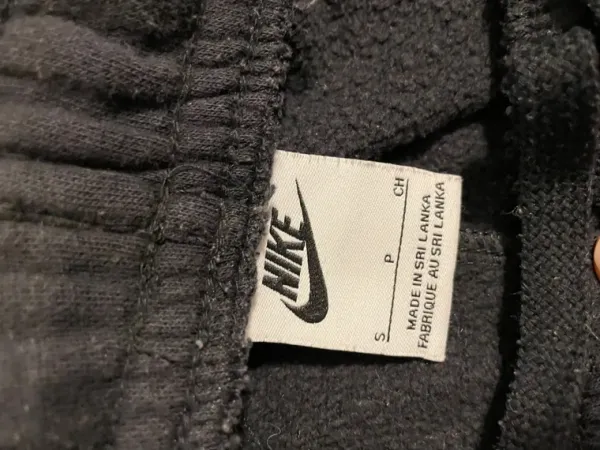 NIKE
S P CH
MADE IN SRI LANKA
FABRIQUE AU SRI LANKA